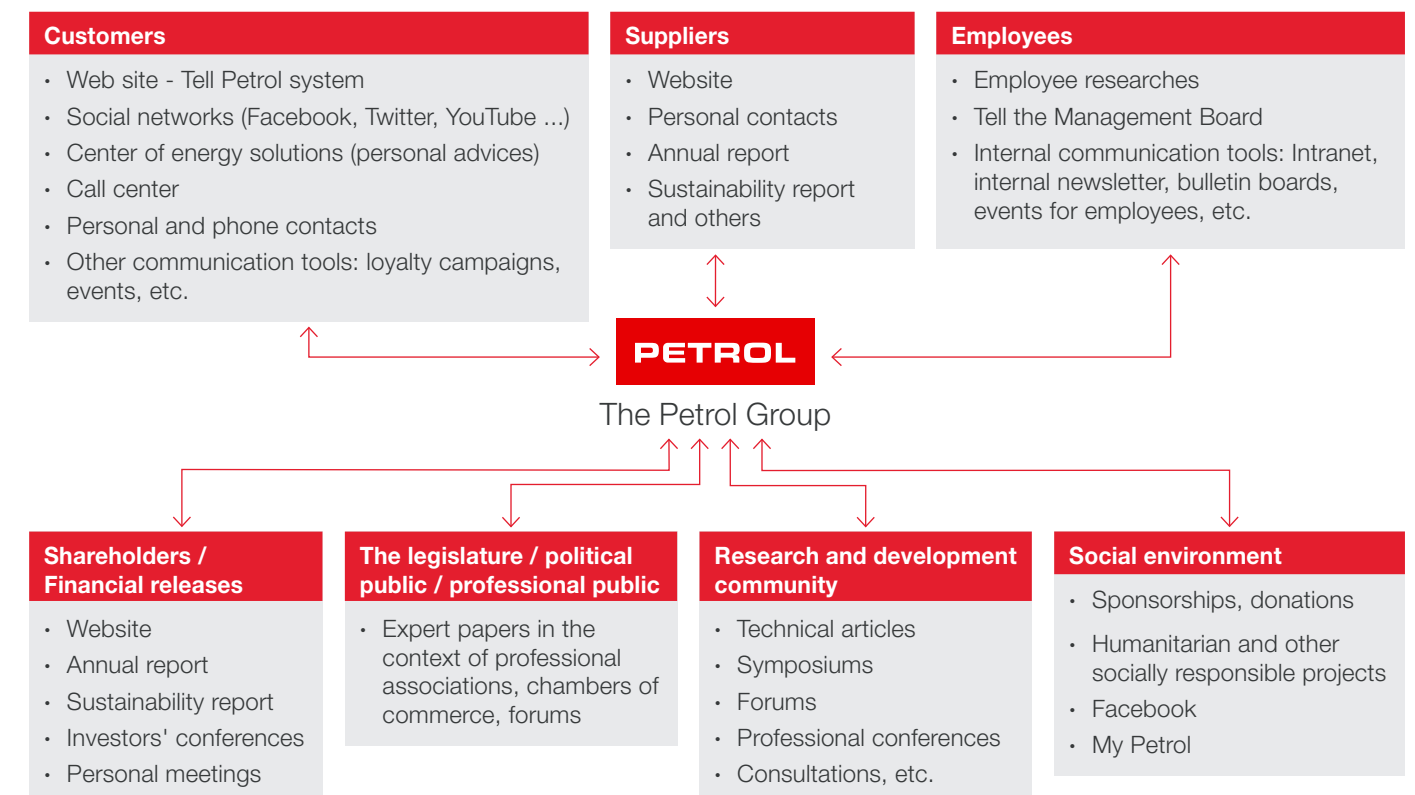 Customers
• Web site - Tell Petrol system
• Social networks (Facebook, Twitter, YouTube ...)
• Center of energy solutions (personal advices)
• Call center
• Personal and phone contacts
• Other communication tools: loyalty campaigns,
events, etc.
Suppliers
• Website
• Personal contacts
• Annual report
• Sustainability report
and others
Employees
• Employee researches
• Tell the Management Board
• Internal communication tools: Intranet,
internal newsletter, bulletin boards,
events for employees, etc.
PETROL
The Petrol Group
Shareholders /
Financial releases
• Website
• Annual report
• Sustainability report
• Investors' conferences
• Personal meetings
The legislature / political
public / professional public
• Expert papers in the
context of professional
associations, chambers of
commerce, forums
Research and development
community
• Technical articles
• Symposiums
• Forums
• Professional conferences
• Consultations, etc.
Social environment
• Sponsorships, donations
• Humanitarian and other
socially responsible projects
• Facebook
• My Petrol